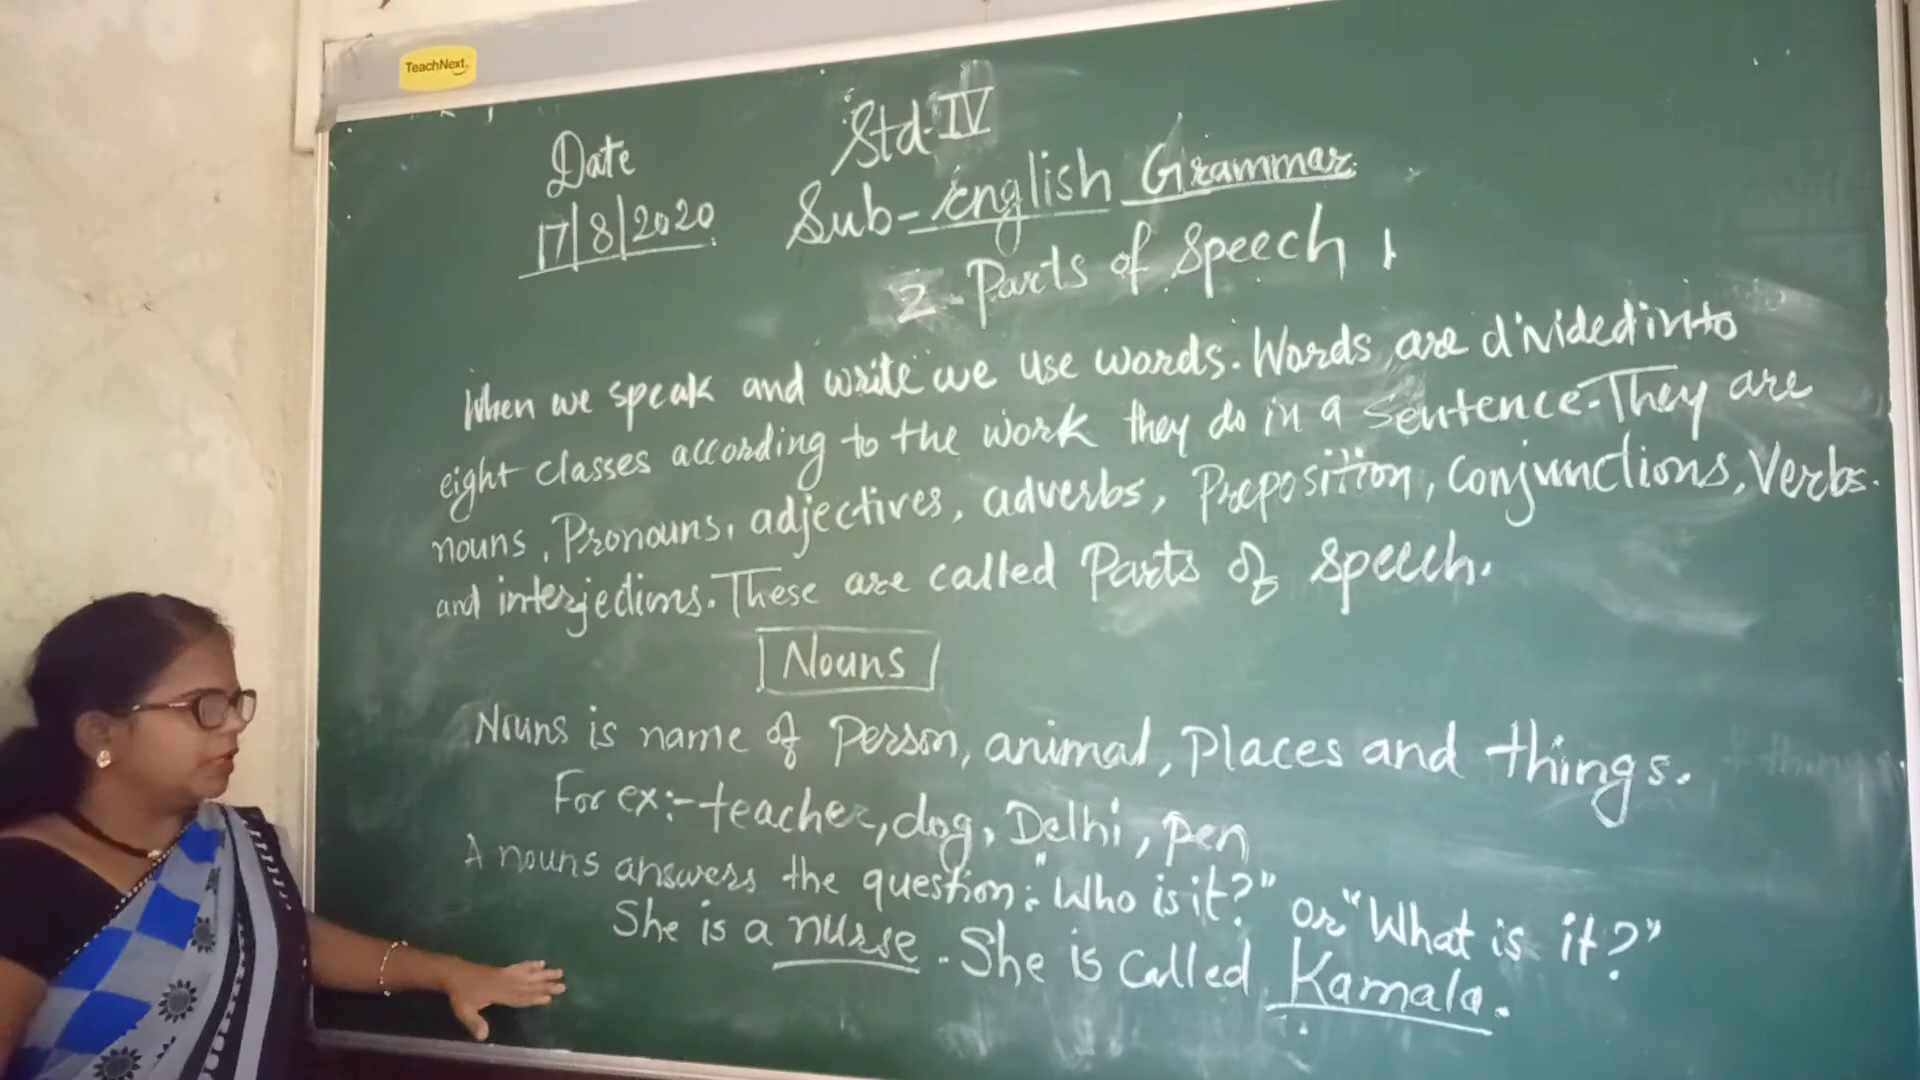 TeachNext
Std-IV
Date
17/8/2020
Sub-English Grammar
2-Parts of Speech
When we speak and write we use words. Words are divided into
eight classes according to the work they do in a sentence. They are
nouns, Pronouns, adjectives, adverbs, Preposition, Conjunctions, Verbs.
and interjections. These are called Parts of speech.
Nouns
Nouns is name of Person, animal, Places and things.
For ex:- teacher, dog, Delhi, pen
A nouns answers the question: "Who is it?" or "What is it?"
She is a nurse. She is called Kamala.